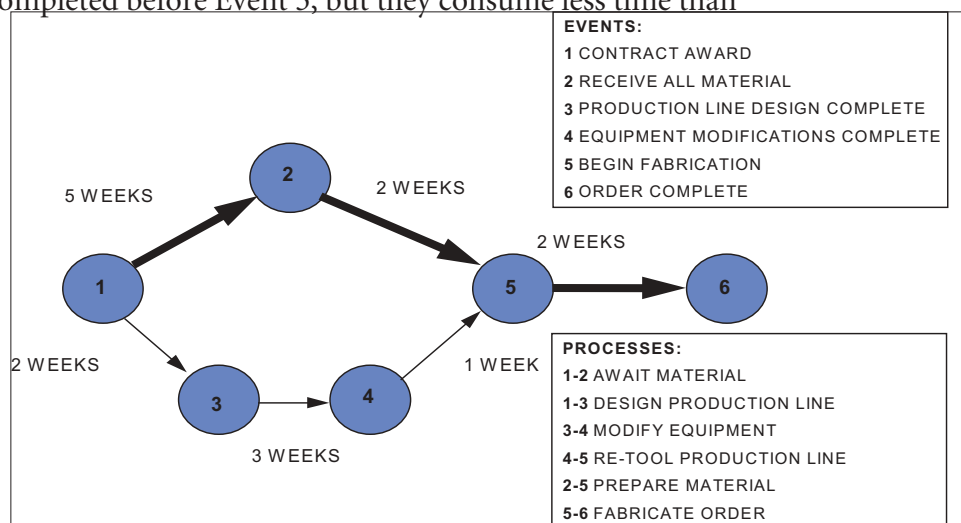 ompleted before Event 5, but they consume less time than
EVENTS:
1 CONTRACT AWARD
2 RECEIVE ALL MATERIAL
3 PRODUCTION LINE DESIGN COMPLETE
4 EQUIPMENT MODIFICATIONS COMPLETE
5 BEGIN FABRICATION
6 ORDER COMPLETE
5 WEEKS
2
2 WEEKS
2 WEEKS
1
5
6
2 WEEKS
3
4
1 WEEK
3 WEEKS
PROCESSES:
1-2 AWAIT MATERIAL
1-3 DESIGN PRODUCTION LINE
3-4 MODIFY EQUIPMENT
4-5 RE-TOOL PRODUCTION LINE
2-5 PREPARE MATERIAL
5-6 FABRICATE ORDER